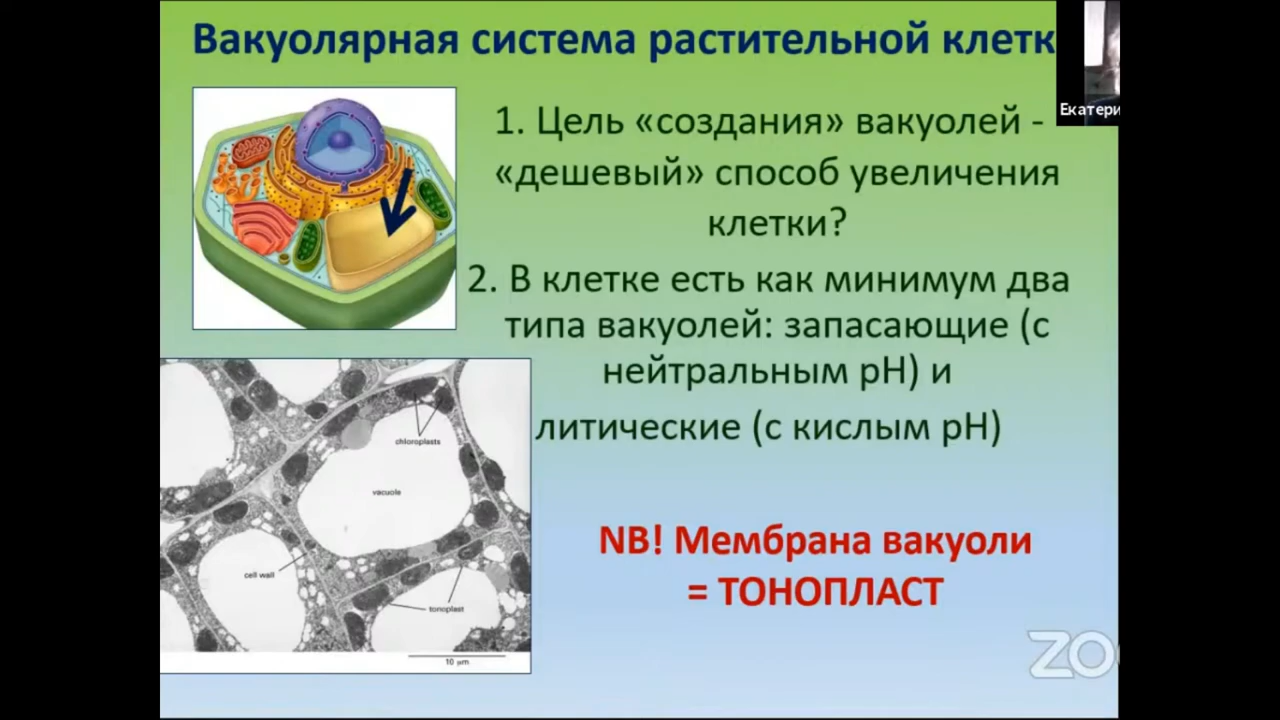 Вакуолярная система растительной клетк
Екатери
1. Цель «создания» вакуолей -
«дешевый» способ увеличения
клетки?
2. В клетке есть как минимум два
типа вакуолей: запасающие (с
нейтральным pH) и
литические (с кислым pH)
chloroplasts
vacuole
cell wall
tonoplast
10 µm
NB! Мембрана вакуоли
= ТОНОПЛАСТ
ZO